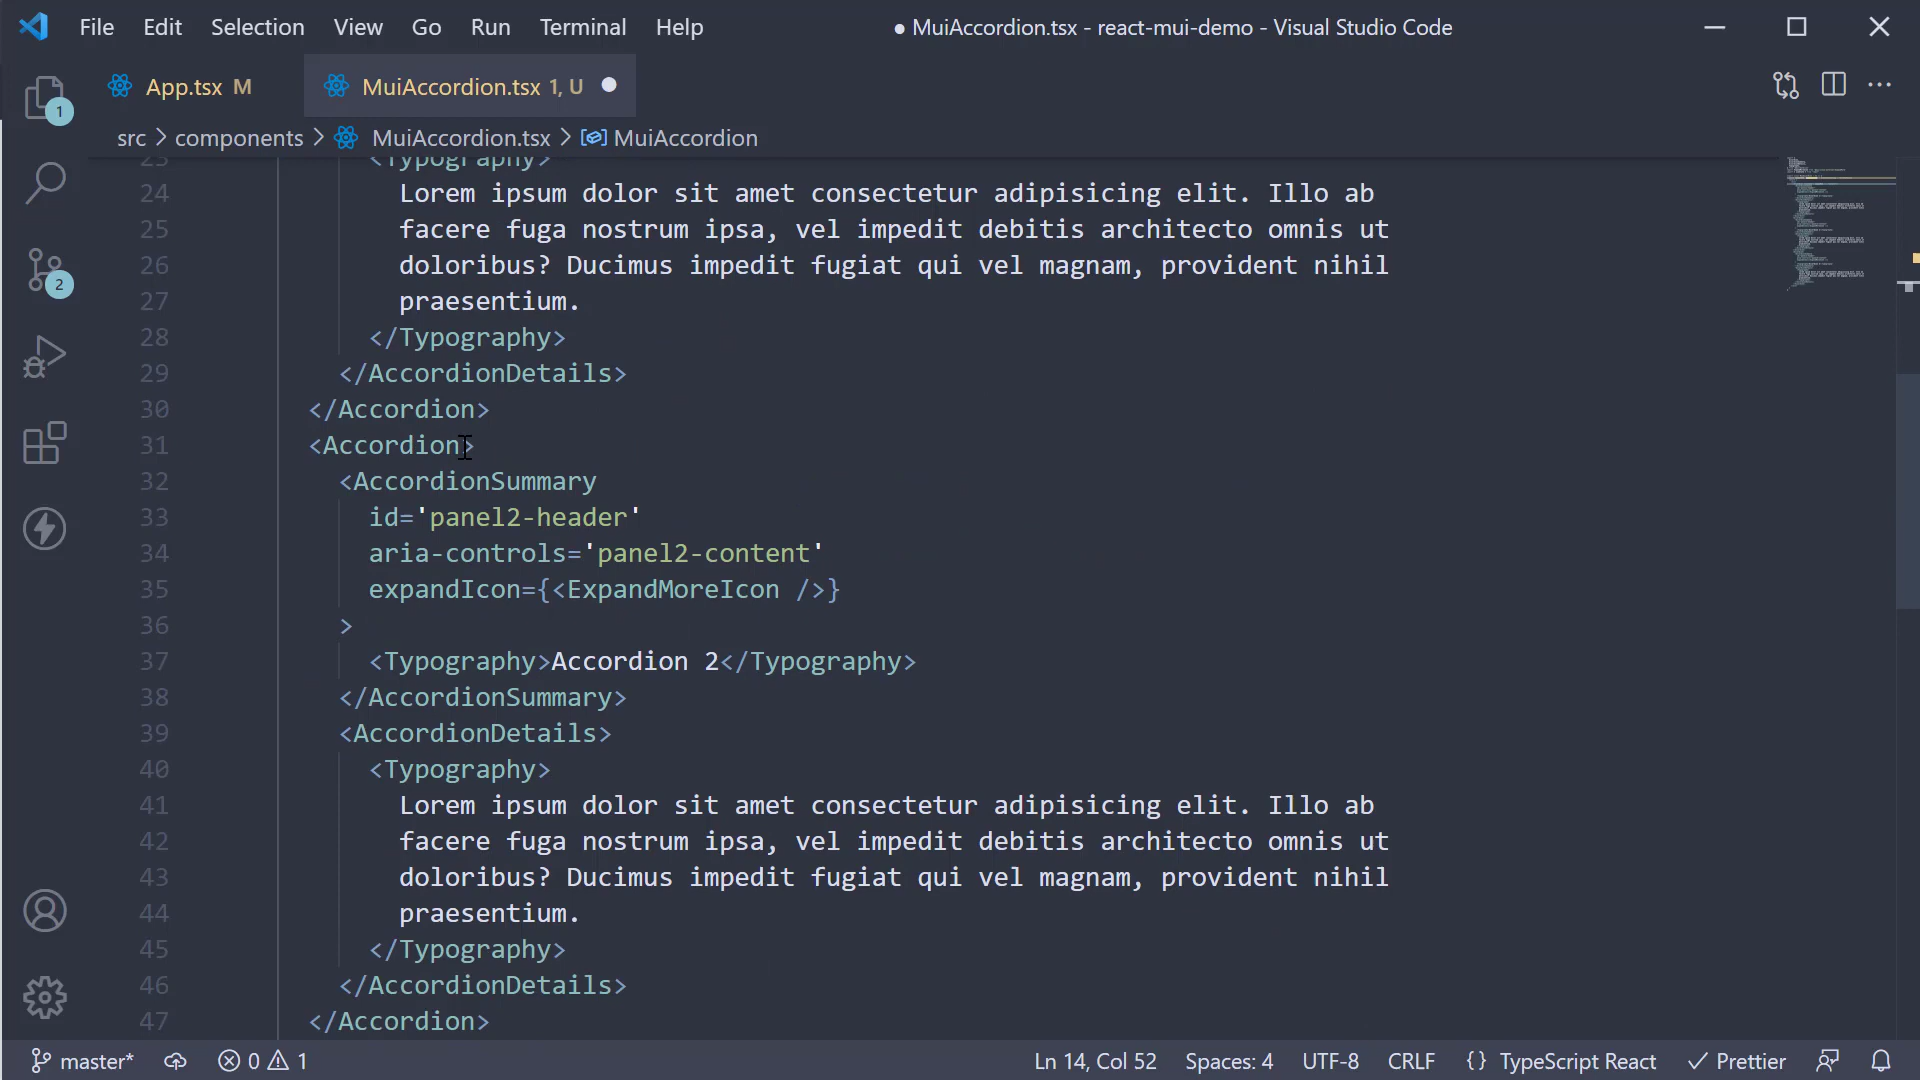 File Edit Selection View Go Run Terminal Help ● MuiAccordion.tsx - react-mui-demo - Visual Studio Code
App.tsx M MuiAccordion.tsx 1, U
src > components > MuiAccordion.tsx > MuiAccordion
23 <Typography>
24 Lorem ipsum dolor sit amet consectetur adipisicing elit. Illo ab
25 facere fuga nostrum ipsa, vel impedit debitis architecto omnis ut
26 doloribus? Ducimus impedit fugiat qui vel magnam, provident nihil
27 praesentium.
28 </Typography>
29 </AccordionDetails>
30 </Accordion>
31 <Accordion>
32 <AccordionSummary
33 id='panel2-header'
34 aria-controls='panel2-content'
35 expandIcon={<ExpandMoreIcon />}
36 >
37 <Typography>Accordion 2</Typography>
38 </AccordionSummary>
39 <AccordionDetails>
40 <Typography>
41 Lorem ipsum dolor sit amet consectetur adipisicing elit. Illo ab
42 facere fuga nostrum ipsa, vel impedit debitis architecto omnis ut
43 doloribus? Ducimus impedit fugiat qui vel magnam, provident nihil
44 praesentium.
45 </Typography>
46 </AccordionDetails>
47 </Accordion>
1
2
master* 0 1 Ln 14, Col 52 Spaces: 4 UTF-8 CRLF {} TypeScript React ✓ Prettier